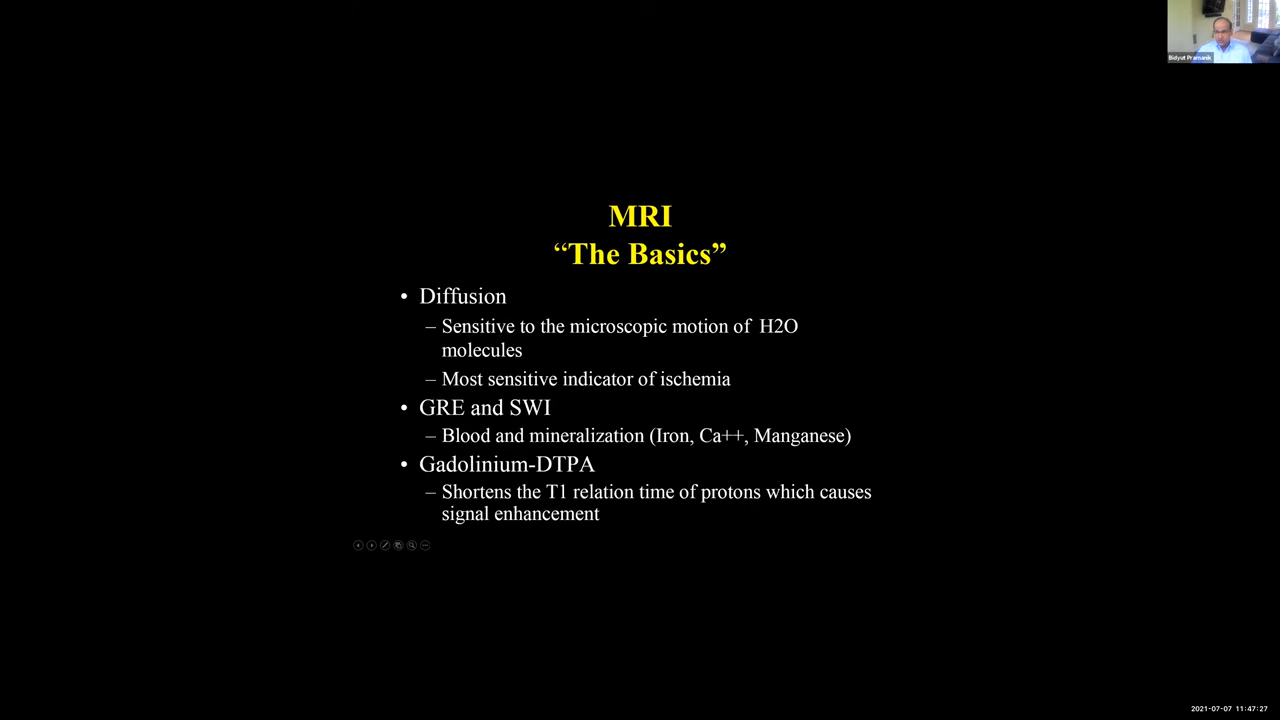 Bidyut Pramanik
MRI
“The Basics”
• Diffusion
– Sensitive to the microscopic motion of H2O
molecules
– Most sensitive indicator of ischemia
• GRE and SWI
– Blood and mineralization (Iron, Ca++, Manganese)
• Gadolinium-DTPA
– Shortens the T1 relation time of protons which causes
signal enhancement
2021-07-07 11:47:27